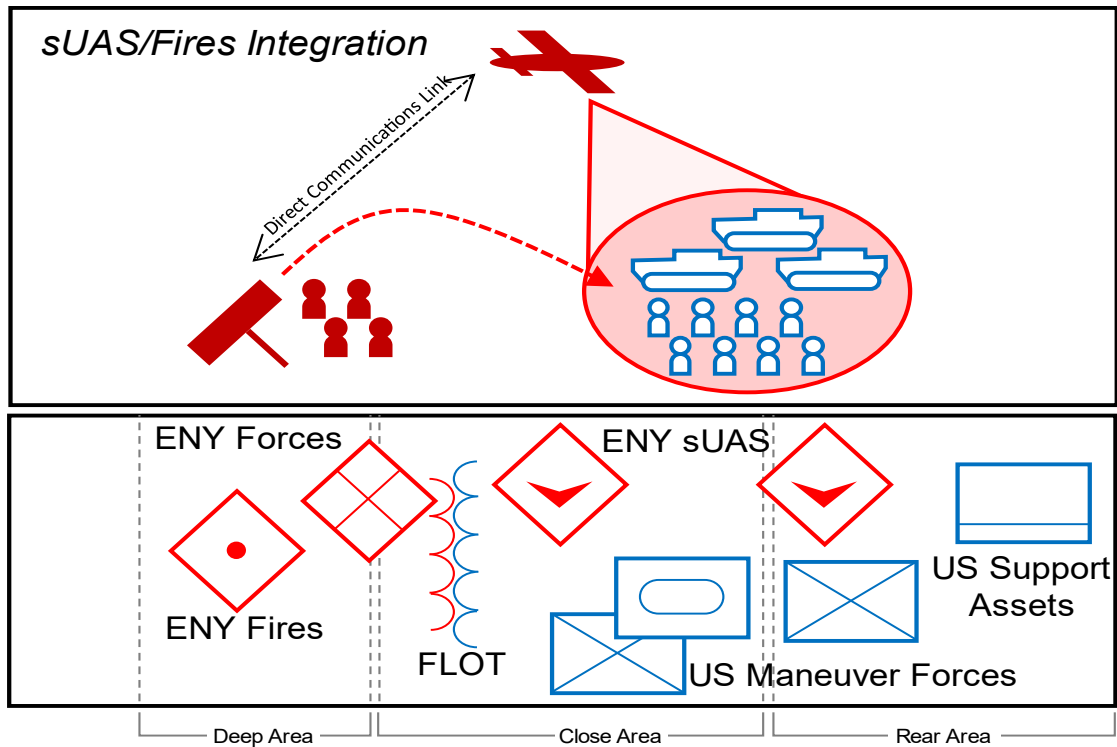 sUAS/Fires Integration
Direct Communications Link
ENY Forces
ENY sUAS
ENY Fires
FLOT
US Support
Assets
US Maneuver Forces
Deep Area
Close Area
Rear Area